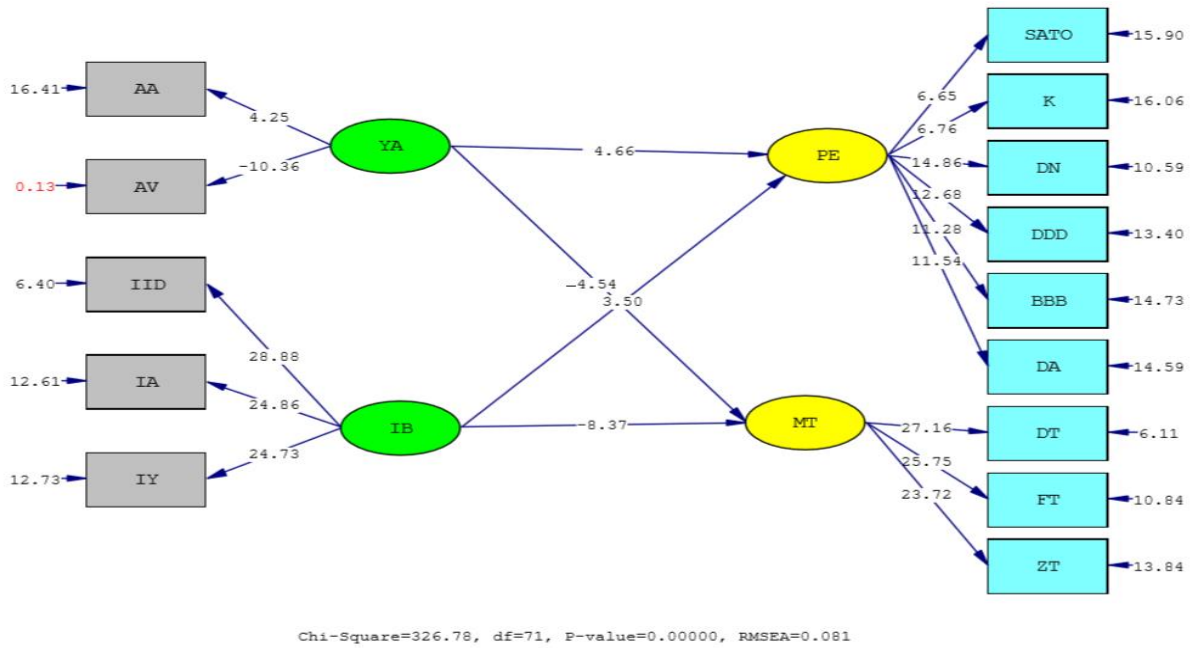 SATO
15.90
16.41
AA
6.65
K
16.06
4.25
6.76
YA
4.66
PE
14.86
DN
10.59
-10.36
0.13
AV
12.68
11.28
DDD
13.40
11.54
6.40
IID
-4.54
3.50
BBB
14.73
28.88
DA
14.59
12.61
IA
24.86
IB
-8.37
MT
27.16
DT
6.11
24.73
25.75
12.73
IY
23.72
FT
10.84
ZT
13.84
Chi-Square=326.78, df=71, P-value=0.00000, RMSEA=0.081